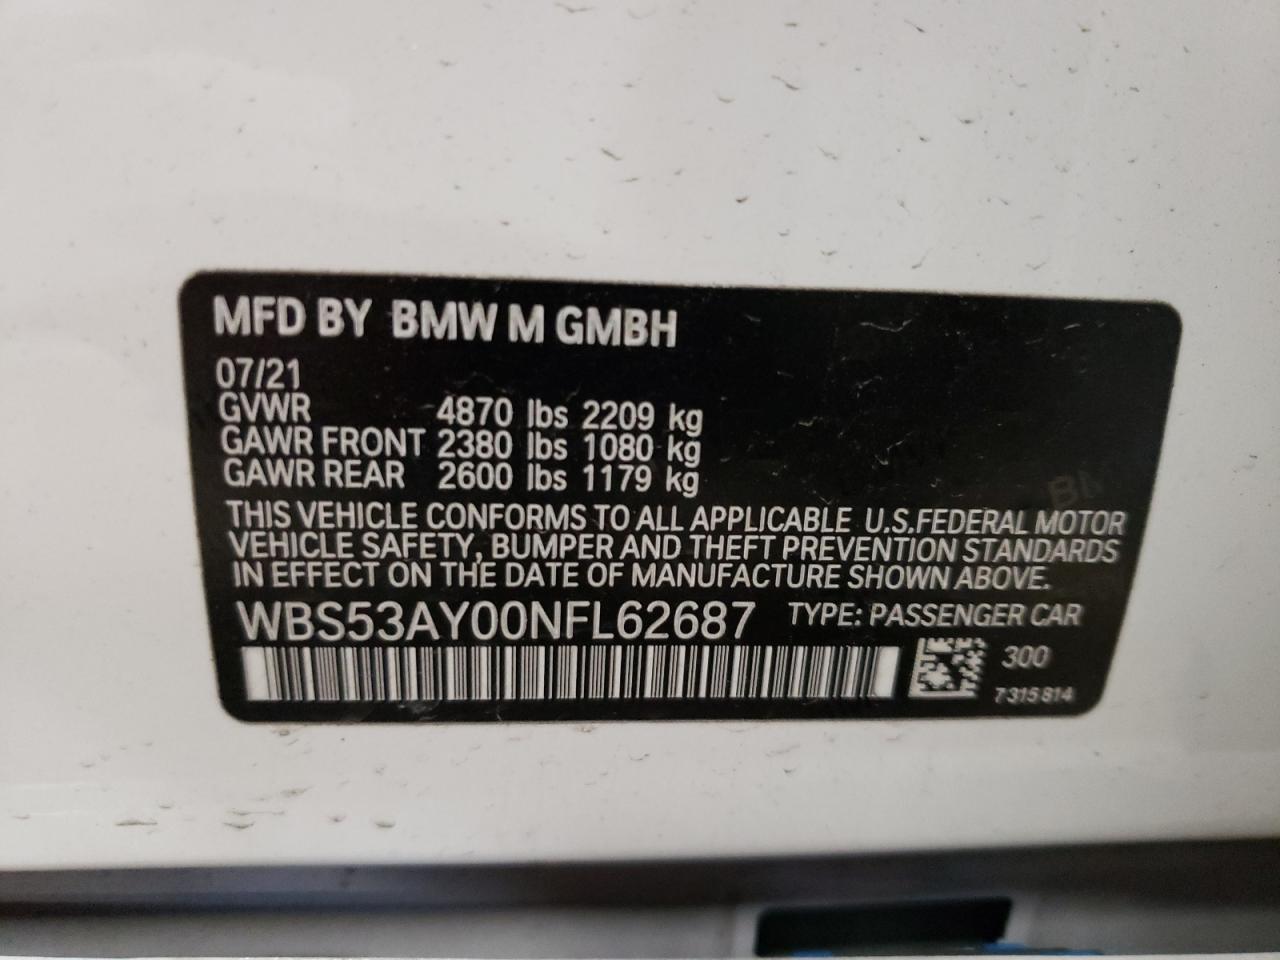 MFD BY BMW M GMBH
07/21
GVWR 4870 lbs 2209 kg
GAWR FRONT 2380 lbs 1080 kg
GAWR REAR 2600 lbs 1179 kg
THIS VEHICLE CONFORMS TO ALL APPLICABLE U.S.FEDERAL MOTOR
VEHICLE SAFETY, BUMPER AND THEFT PREVENTION STANDARDS
IN EFFECT ON THE DATE OF MANUFACTURE SHOWN ABOVE.
WBS53AY00NFL62687 TYPE: PASSENGER CAR
300
7315814